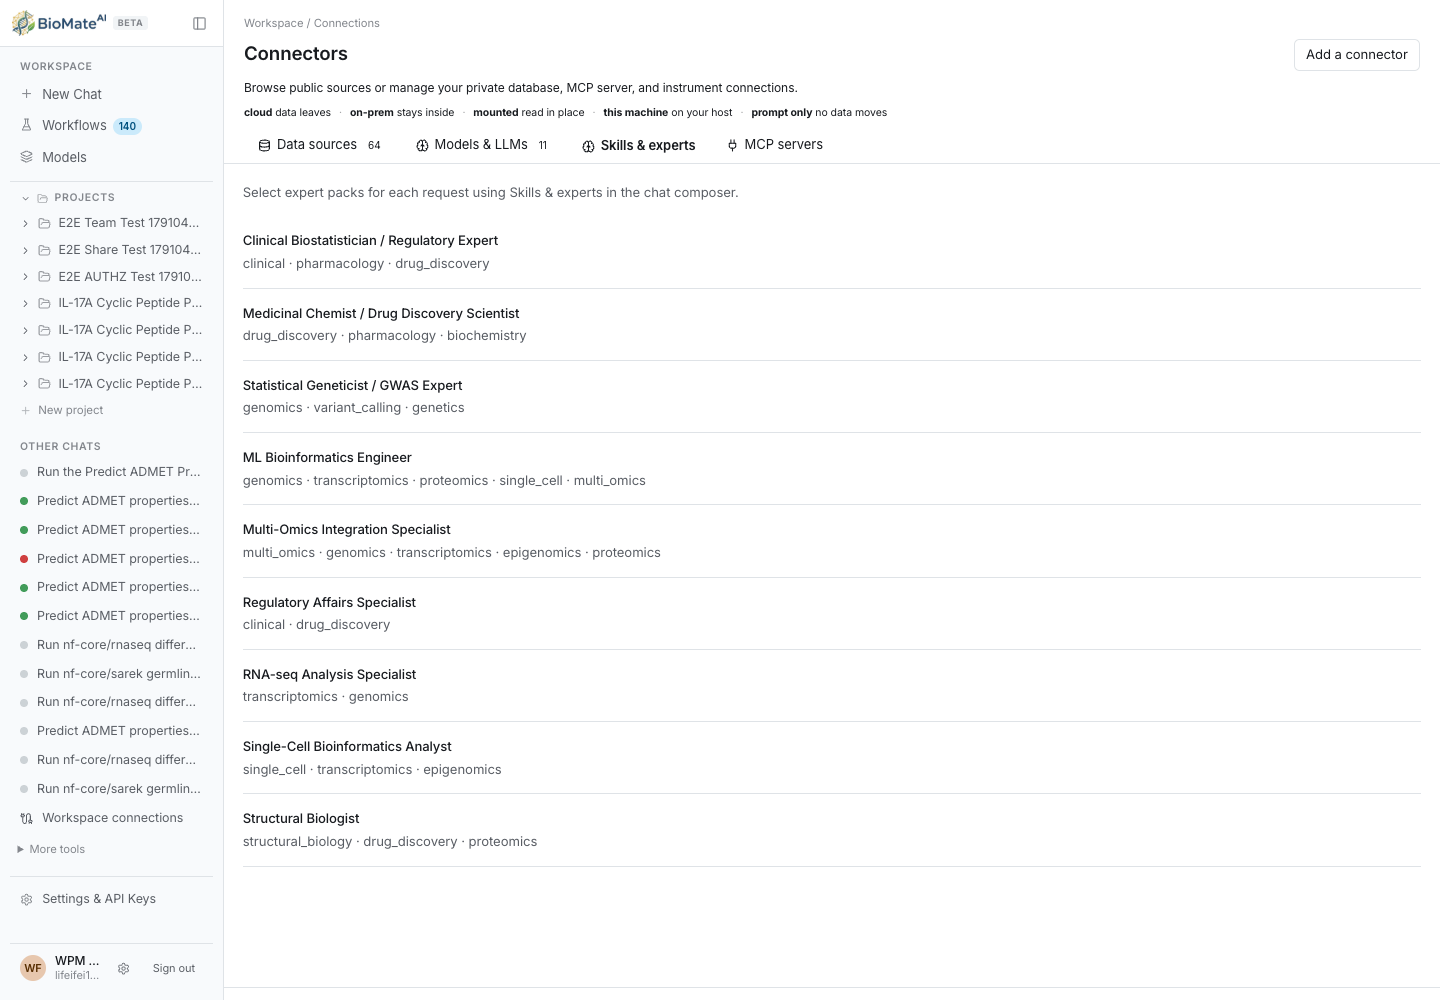 BioMate AI BETA
WORKSPACE
New Chat
Workflows 140
Models
PROJECTS
E2E Team Test 179104...
E2E Share Test 179104...
E2E AUTHZ Test 17910...
IL-17A Cyclic Peptide P...
IL-17A Cyclic Peptide P...
IL-17A Cyclic Peptide P...
IL-17A Cyclic Peptide P...
New project
OTHER CHATS
Run the Predict ADMET Pr...
Predict ADMET properties...
Predict ADMET properties...
Predict ADMET properties...
Predict ADMET properties...
Predict ADMET properties...
Run nf-core/rnaseq differ...
Run nf-core/sarek germlin...
Run nf-core/rnaseq differ...
Predict ADMET properties...
Run nf-core/rnaseq differ...
Run nf-core/sarek germlin...
Workspace connections
More tools
Settings & API Keys
WF WPM ...
lifeifei1...
Sign out
Workspace / Connections
Connectors
Add a connector
Browse public sources or manage your private database, MCP server, and instrument connections.
cloud data leaves · on-prem stays inside · mounted read in place · this machine on your host · prompt only no data moves
Data sources 64 Models & LLMs 11 Skills & experts MCP servers
Select expert packs for each request using Skills & experts in the chat composer.
Clinical Biostatistician / Regulatory Expert
clinical · pharmacology · drug_discovery
Medicinal Chemist / Drug Discovery Scientist
drug_discovery · pharmacology · biochemistry
Statistical Geneticist / GWAS Expert
genomics · variant_calling · genetics
ML Bioinformatics Engineer
genomics · transcriptomics · proteomics · single_cell · multi_omics
Multi-Omics Integration Specialist
multi_omics · genomics · transcriptomics · epigenomics · proteomics
Regulatory Affairs Specialist
clinical · drug_discovery
RNA-seq Analysis Specialist
transcriptomics · genomics
Single-Cell Bioinformatics Analyst
single_cell · transcriptomics · epigenomics
Structural Biologist
structural_biology · drug_discovery · proteomics